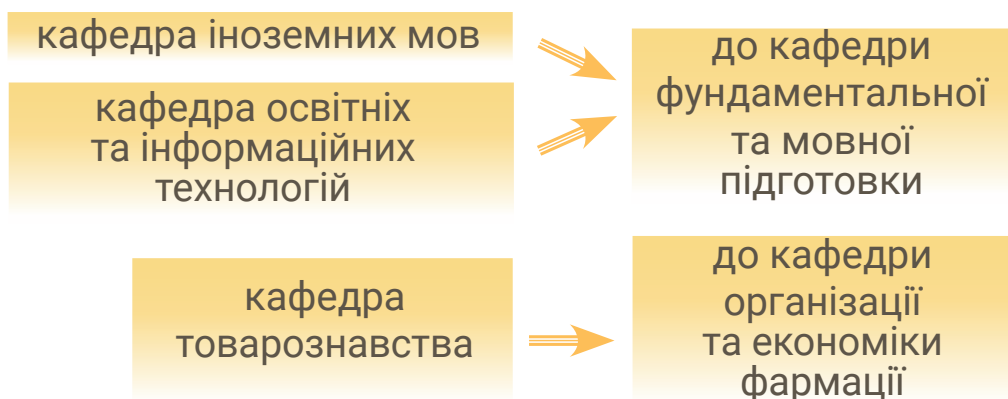 кафедра іноземних мов
кафедра освітніх
та інформаційних
технологій
до кафедри
фундаментальної
та мовної
підготовки
кафедра
товарознавства
до кафедри
організації
та економіки
фармації